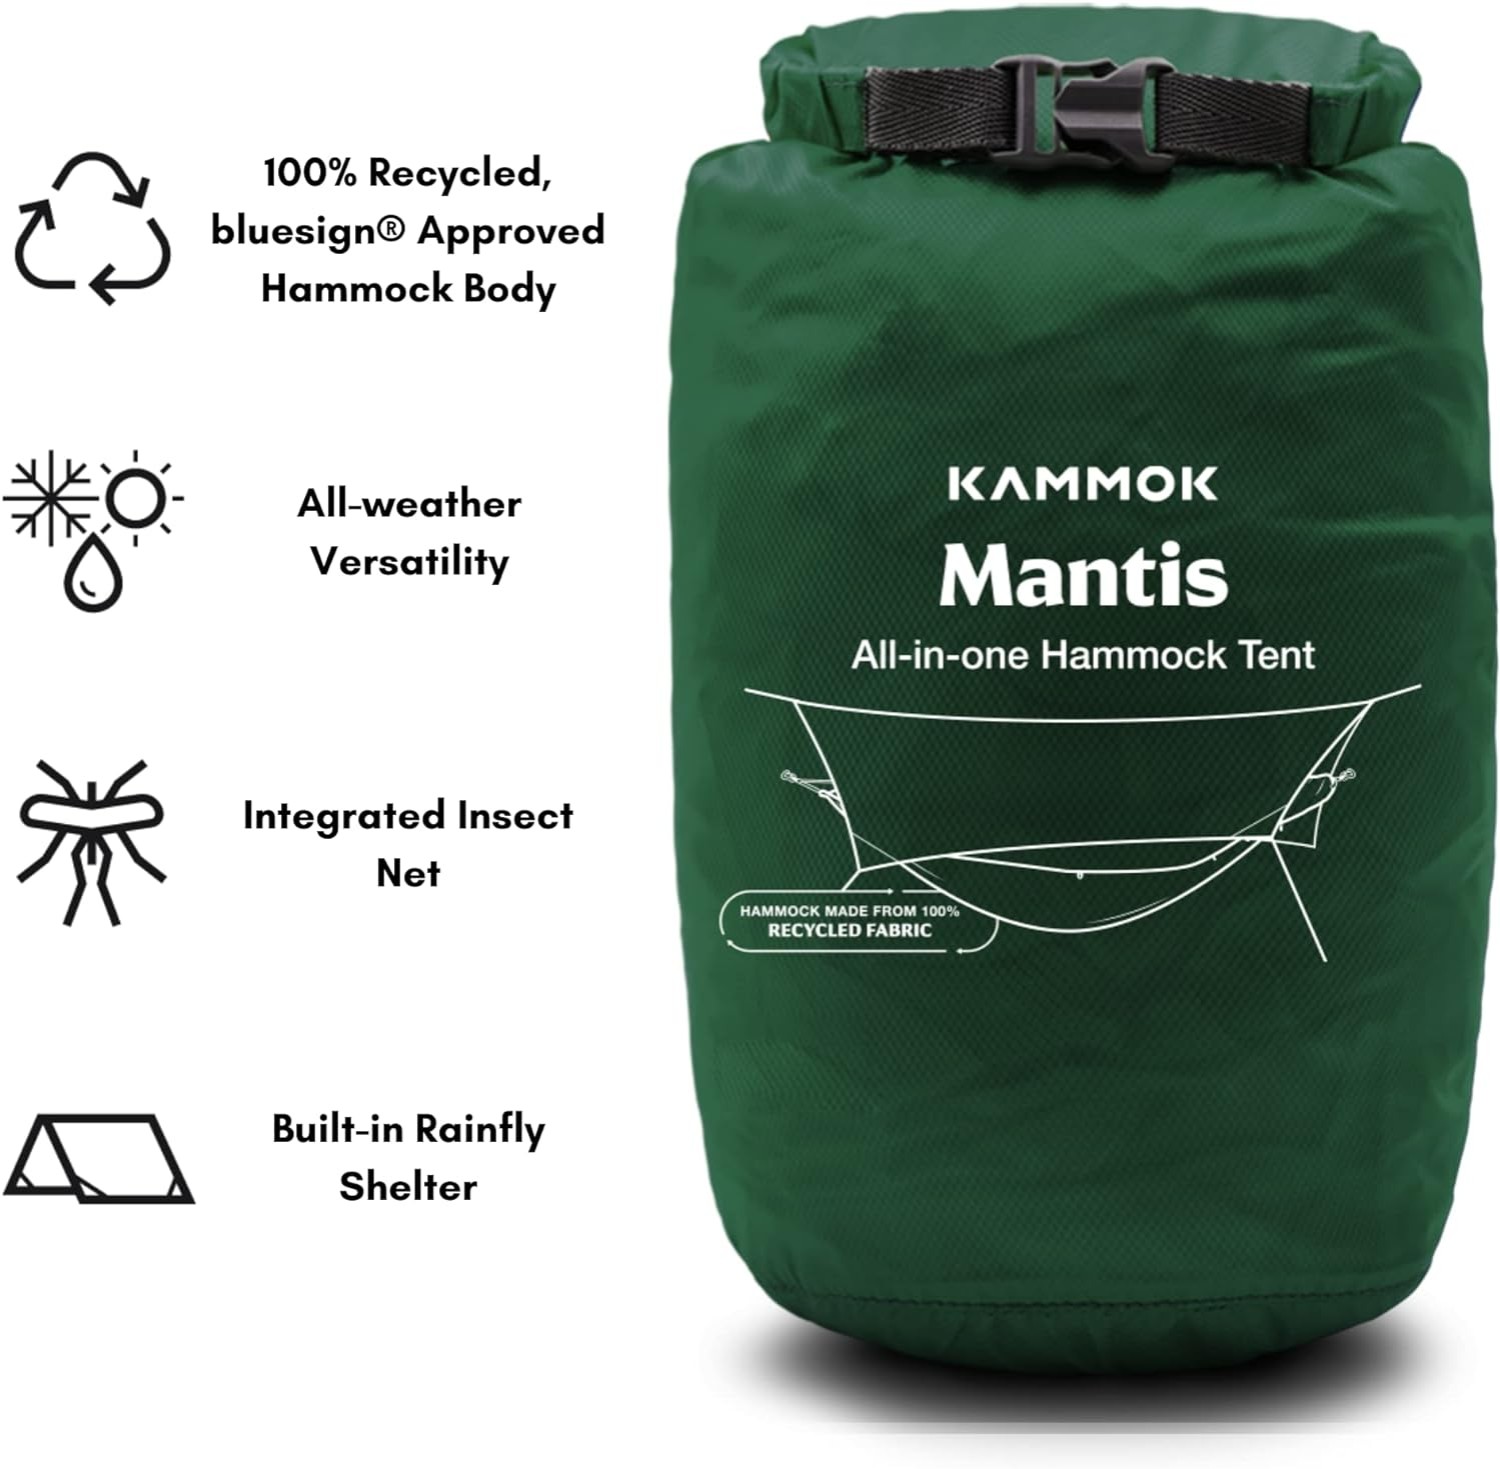 100% Recycled,
bluesign® Approved
Hammock Body
All-weather
Versatility
Integrated Insect
Net
Built-in Rainfly
Shelter
KAMMOK
Mantis
All-in-one Hammock Tent
HAMMOCK MADE FROM 100%
RECYCLED FABRIC